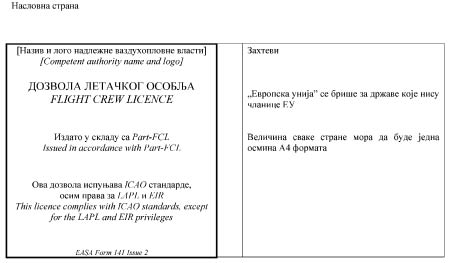 Насловна страна
[Назив и лого надлежне ваздухопловне власти]
[Competent authority name and logo]
ДОЗВОЛА ЛЕТАЧКОГ ОСОБЉА
FLIGHT CREW LICENCE
Издато у складу са Part-FCL
Issued in accordance with Part-FCL
Ова дозвола испуњава ICAO стандарде,
осим права за LAPL и EIR
This licence complies with ICAO standards, except
for the LAPL and EIR privileges
EASA Form 141 Issue 2
Захтеви
„Европска унија” се брише за државе које нису
чланице ЕУ
Величина сваке стране мора да буде једна
осмина А4 формата